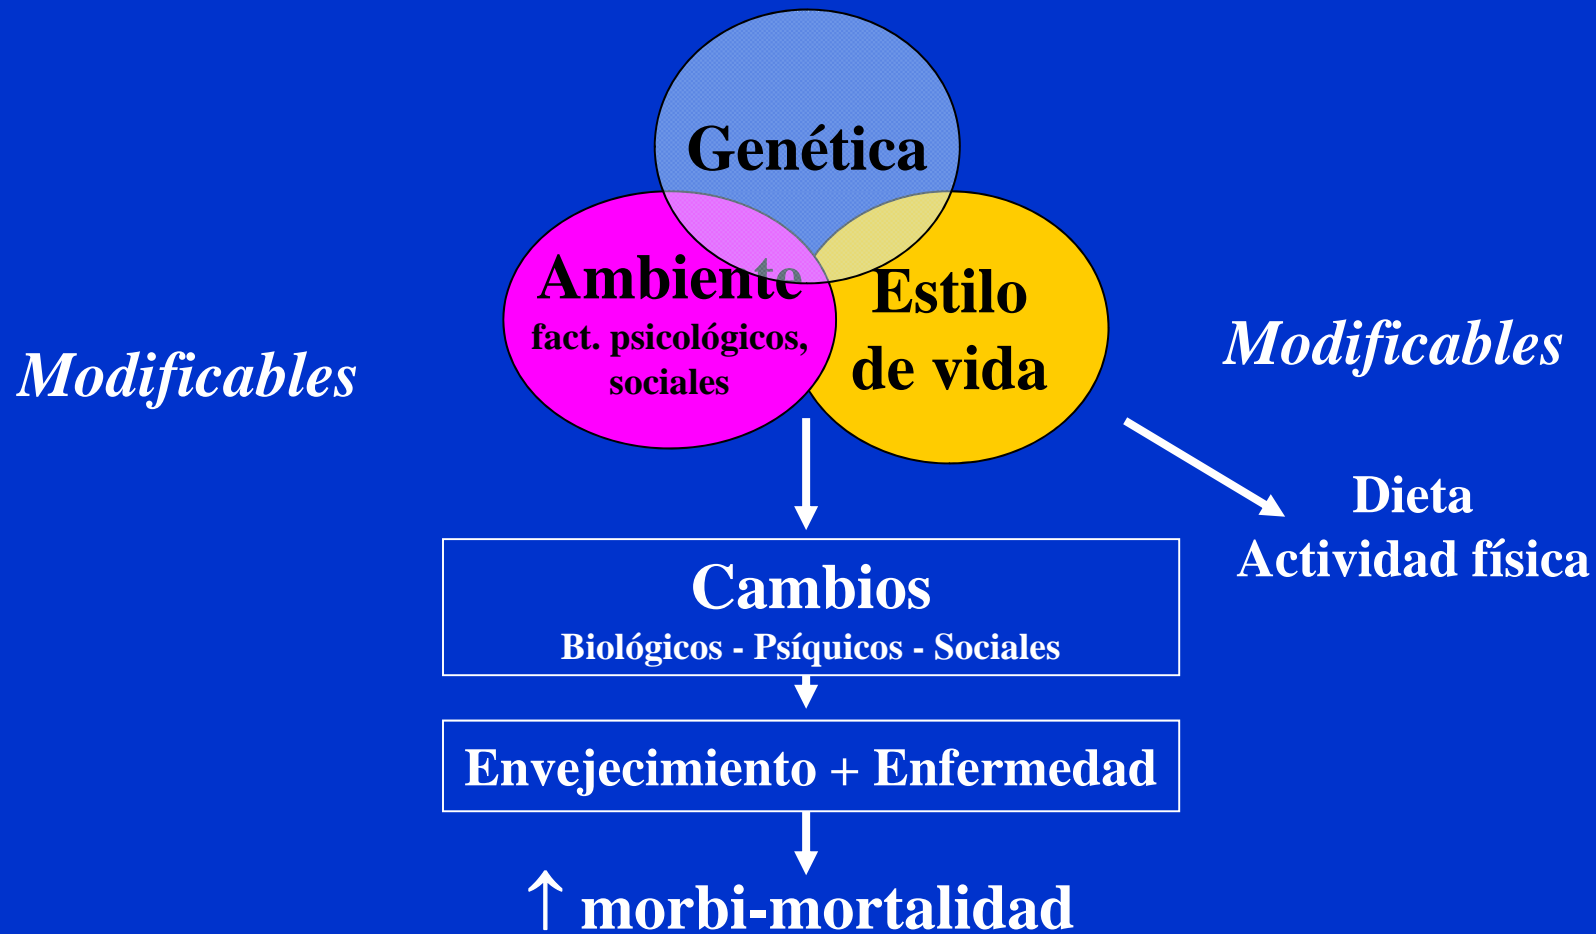 Genética
Ambiente
fact. psicológicos,
sociales
Estilo
de vida
Modificables
Modificables
Dieta
Actividad física
Cambios
Biológicos - Psíquicos - Sociales
Envejecimiento + Enfermedad
↑ morbi-mortalidad